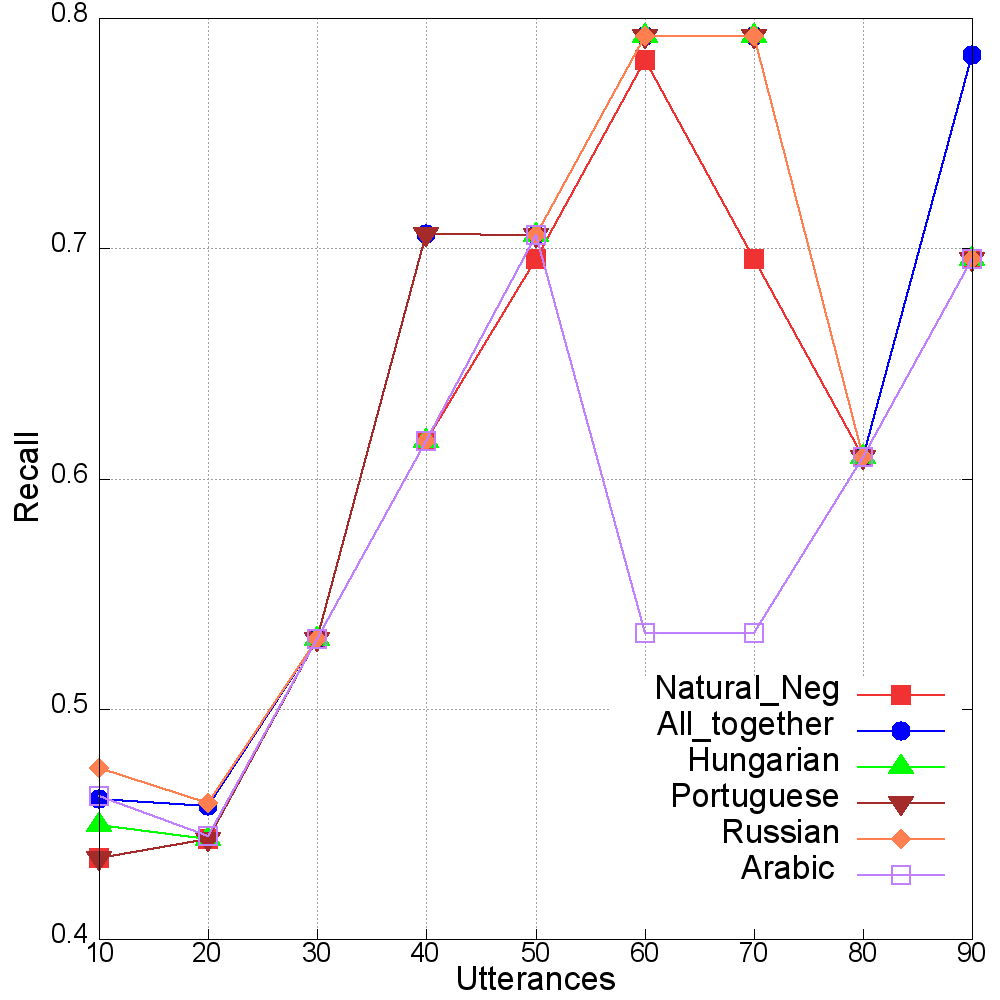 0.8
0.7
0.6
0.5
0.4
Recall
10 20 30 40 50 60 70 80 90
Utterances
Natural_Neg
All_together
Hungarian
Portuguese
Russian
Arabic